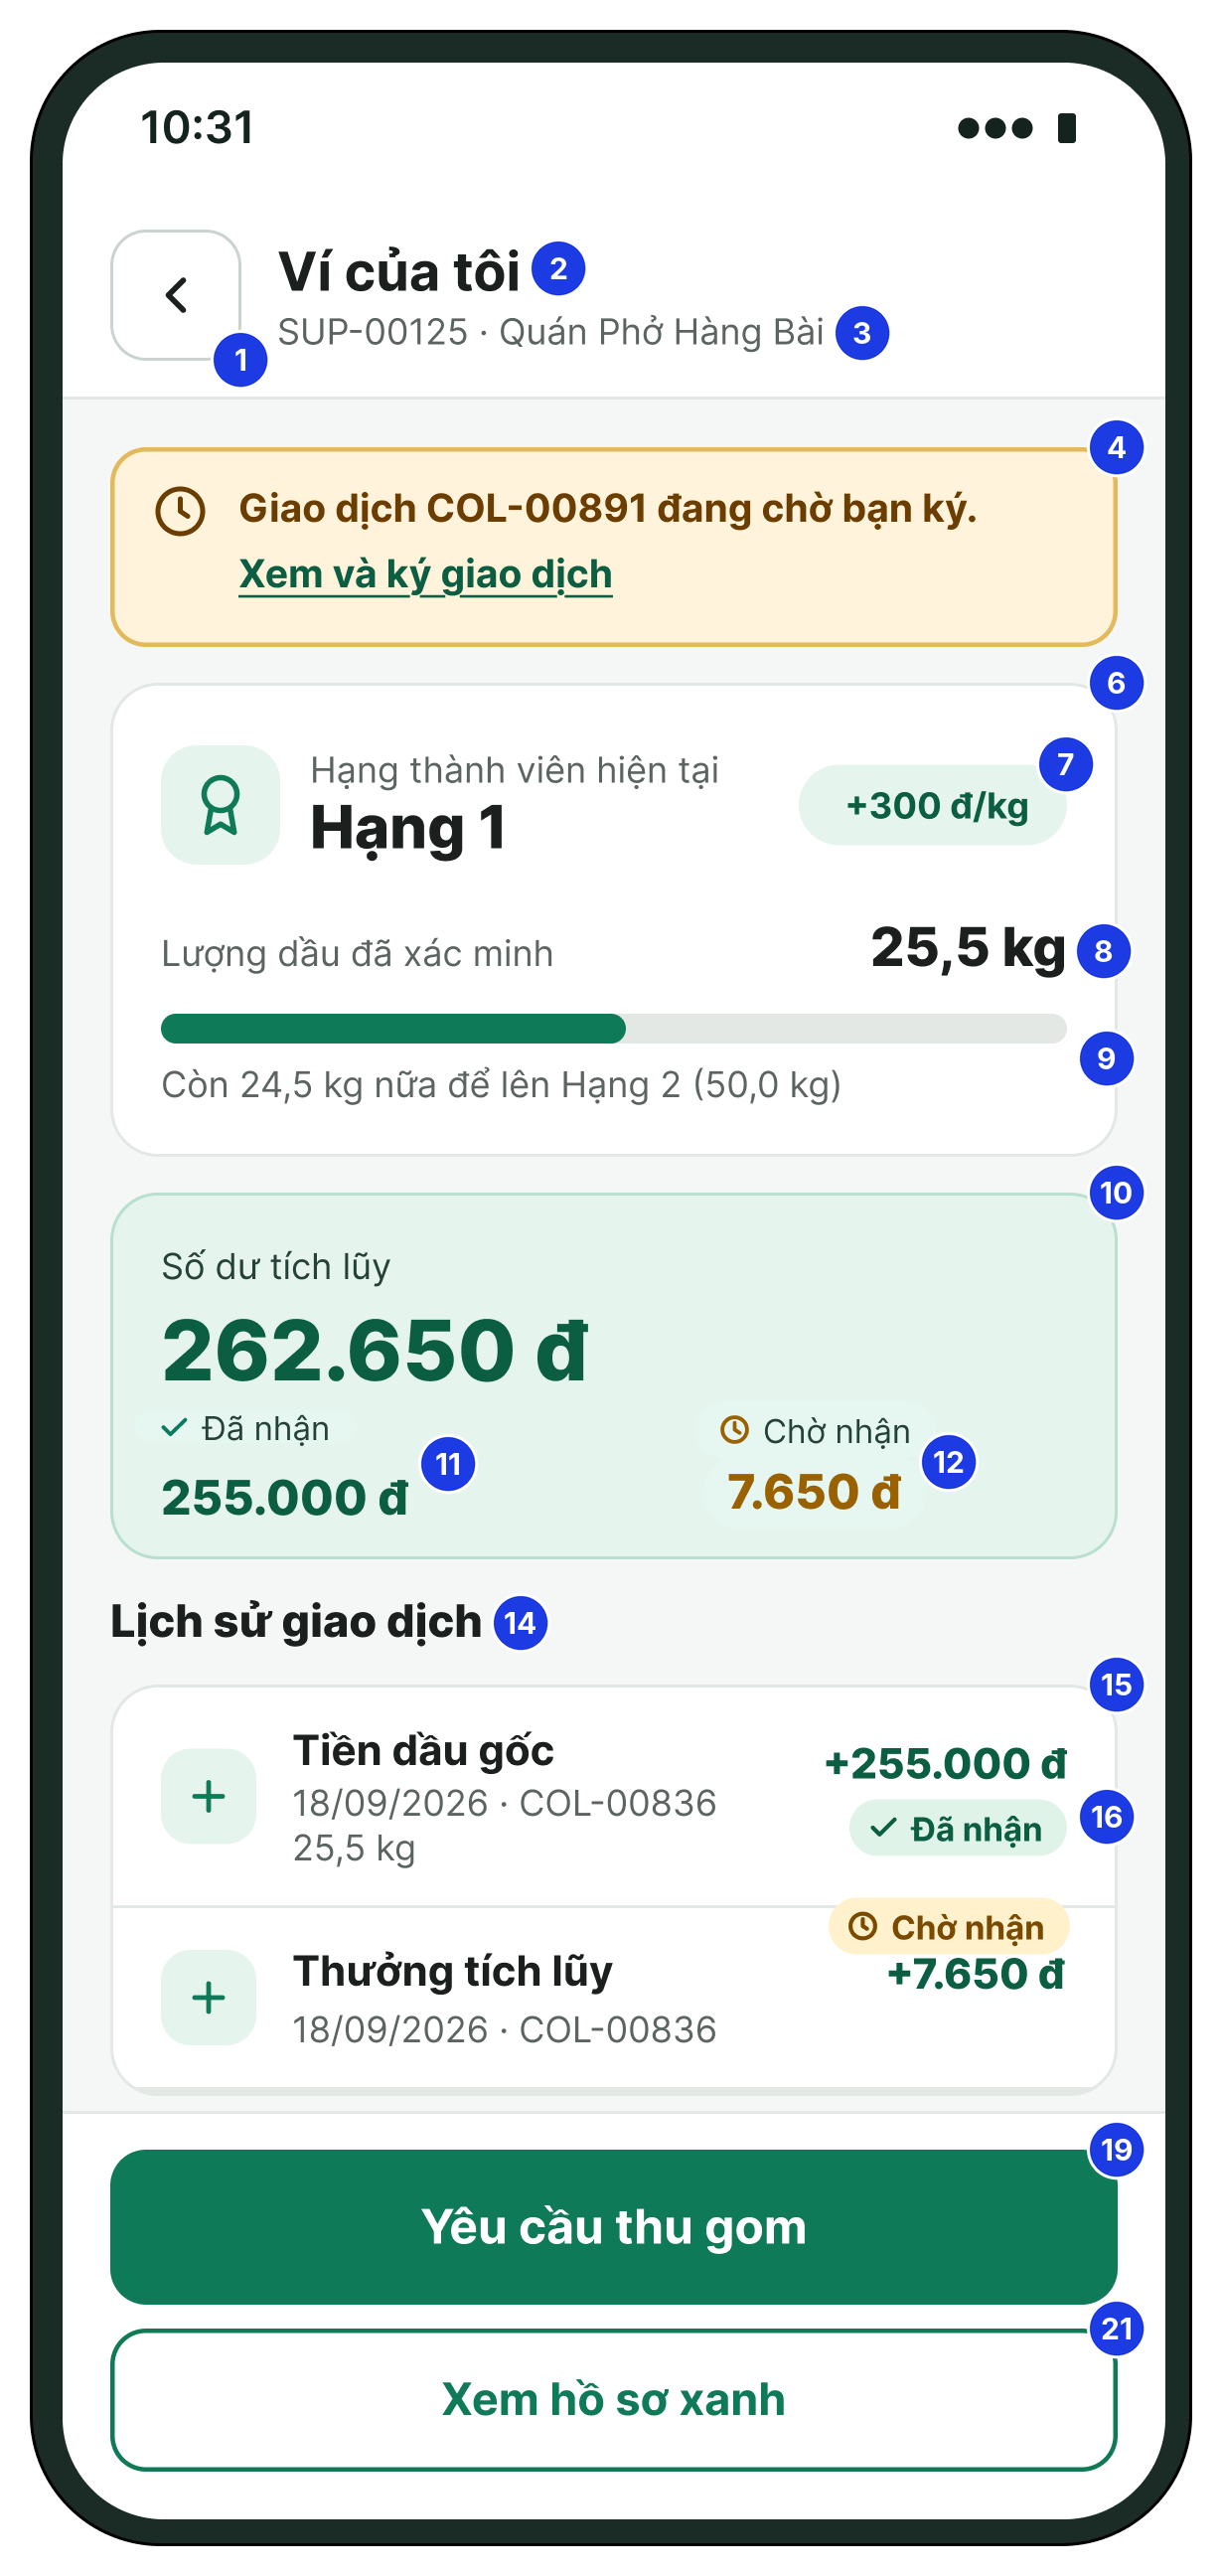 10:31
Ví của tôi 2
SUP-00125 · Quán Phở Hàng Bài 3
1
4
Giao dịch COL-00891 đang chờ bạn ký.
Xem và ký giao dịch
6
Hạng thành viên hiện tại
Hạng 1
7
+300 đ/kg
Lượng dầu đã xác minh
25,5 kg 8
9
Còn 24,5 kg nữa để lên Hạng 2 (50,0 kg)
10
Số dư tích lũy
262.650 đ
Đã nhận
11
255.000 đ
Chờ nhận
12
7.650 đ
Lịch sử giao dịch 14
15
Tiền dầu gốc
18/09/2026 · COL-00836
25,5 kg
+255.000 đ
Đã nhận
16
Chờ nhận
Thưởng tích lũy
+7.650 đ
18/09/2026 · COL-00836
19
Yêu cầu thu gom
21
Xem hồ sơ xanh